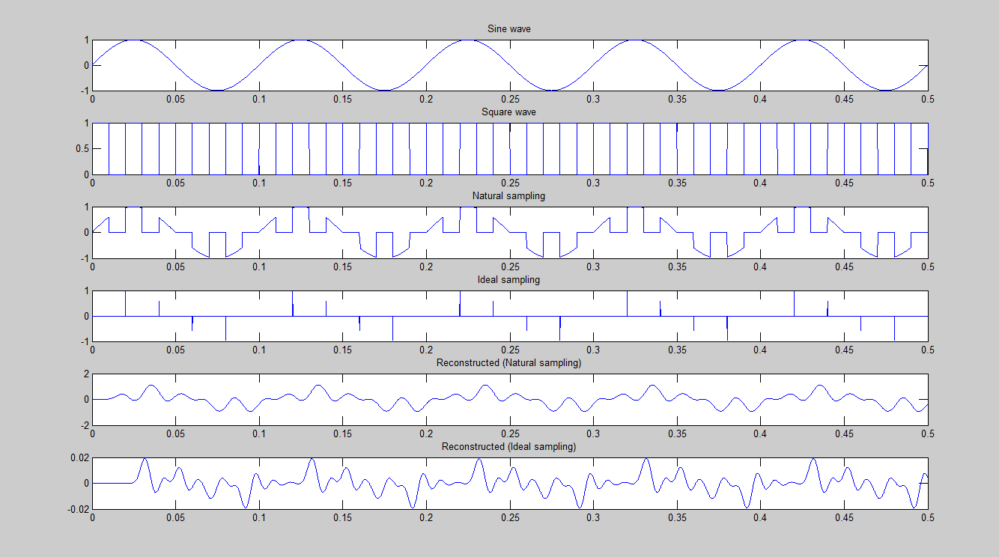 Sine wave
1
0
-1
0 0.05 0.1 0.15 0.2 0.25 0.3 0.35 0.4 0.45 0.5
Square wave
1
0.5
0
0 0.05 0.1 0.15 0.2 0.25 0.3 0.35 0.4 0.45 0.5
Natural sampling
1
0
-1
0 0.05 0.1 0.15 0.2 0.25 0.3 0.35 0.4 0.45 0.5
Ideal sampling
1
0
-1
0 0.05 0.1 0.15 0.2 0.25 0.3 0.35 0.4 0.45 0.5
Reconstructed (Natural sampling)
2
0
-2
0 0.05 0.1 0.15 0.2 0.25 0.3 0.35 0.4 0.45 0.5
Reconstructed (Ideal sampling)
0.02
0
-0.02
0 0.05 0.1 0.15 0.2 0.25 0.3 0.35 0.4 0.45 0.5